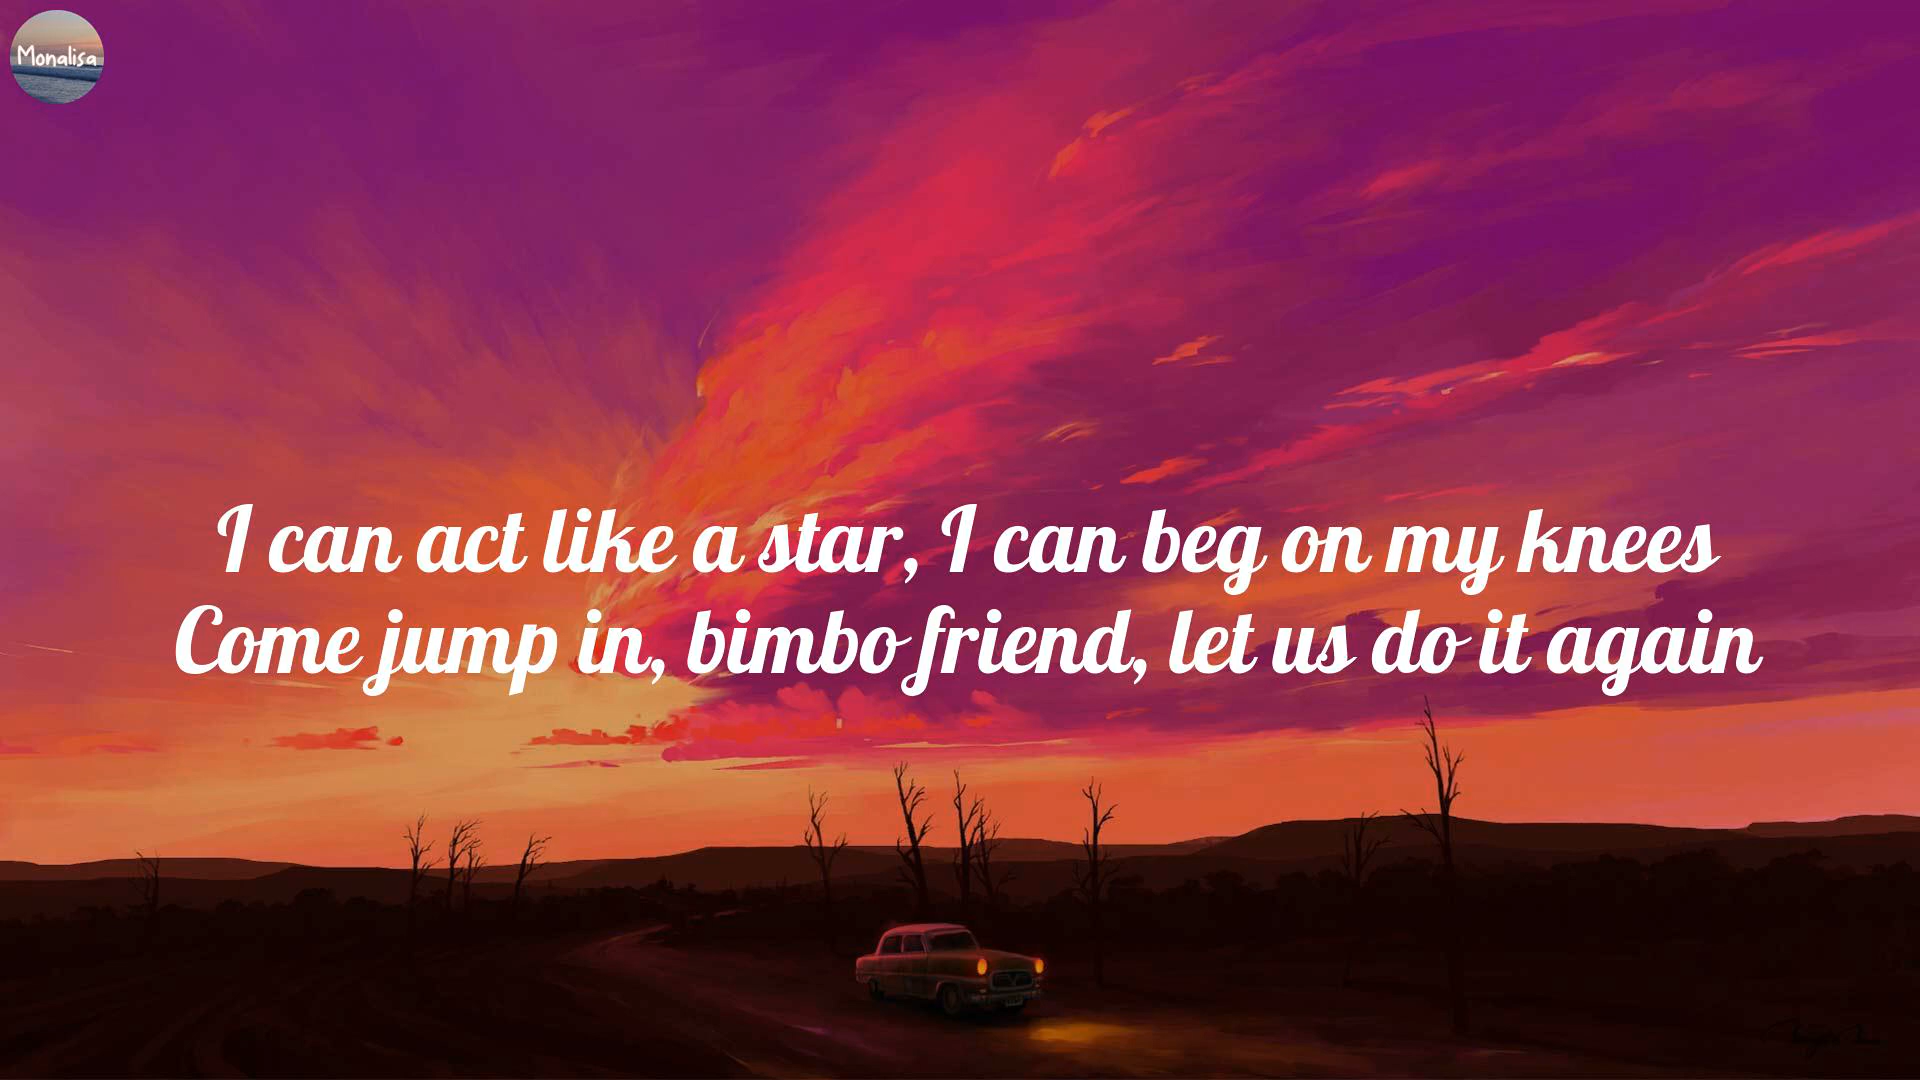 Monalisa
I can act like a star, I can beg on my knees
Come jump in, bimbo friend, let us do it again